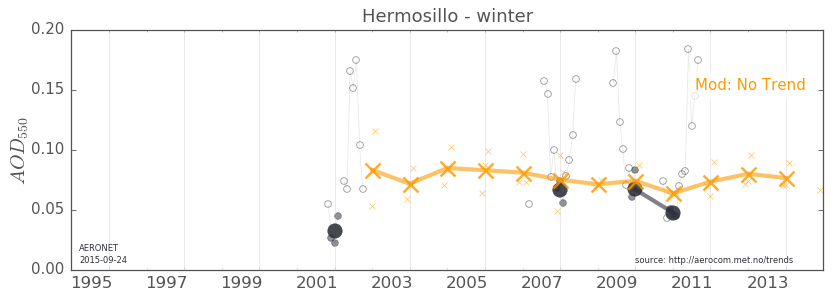 Hermosillo - winter
0.20
0.15
0.10
0.05
0.00
AOD550
Mod: No Trend
AERONET
2015-09-24
source: http://aerocom.met.no/trends
1995 1997 1999 2001 2003 2005 2007 2009 2011 2013